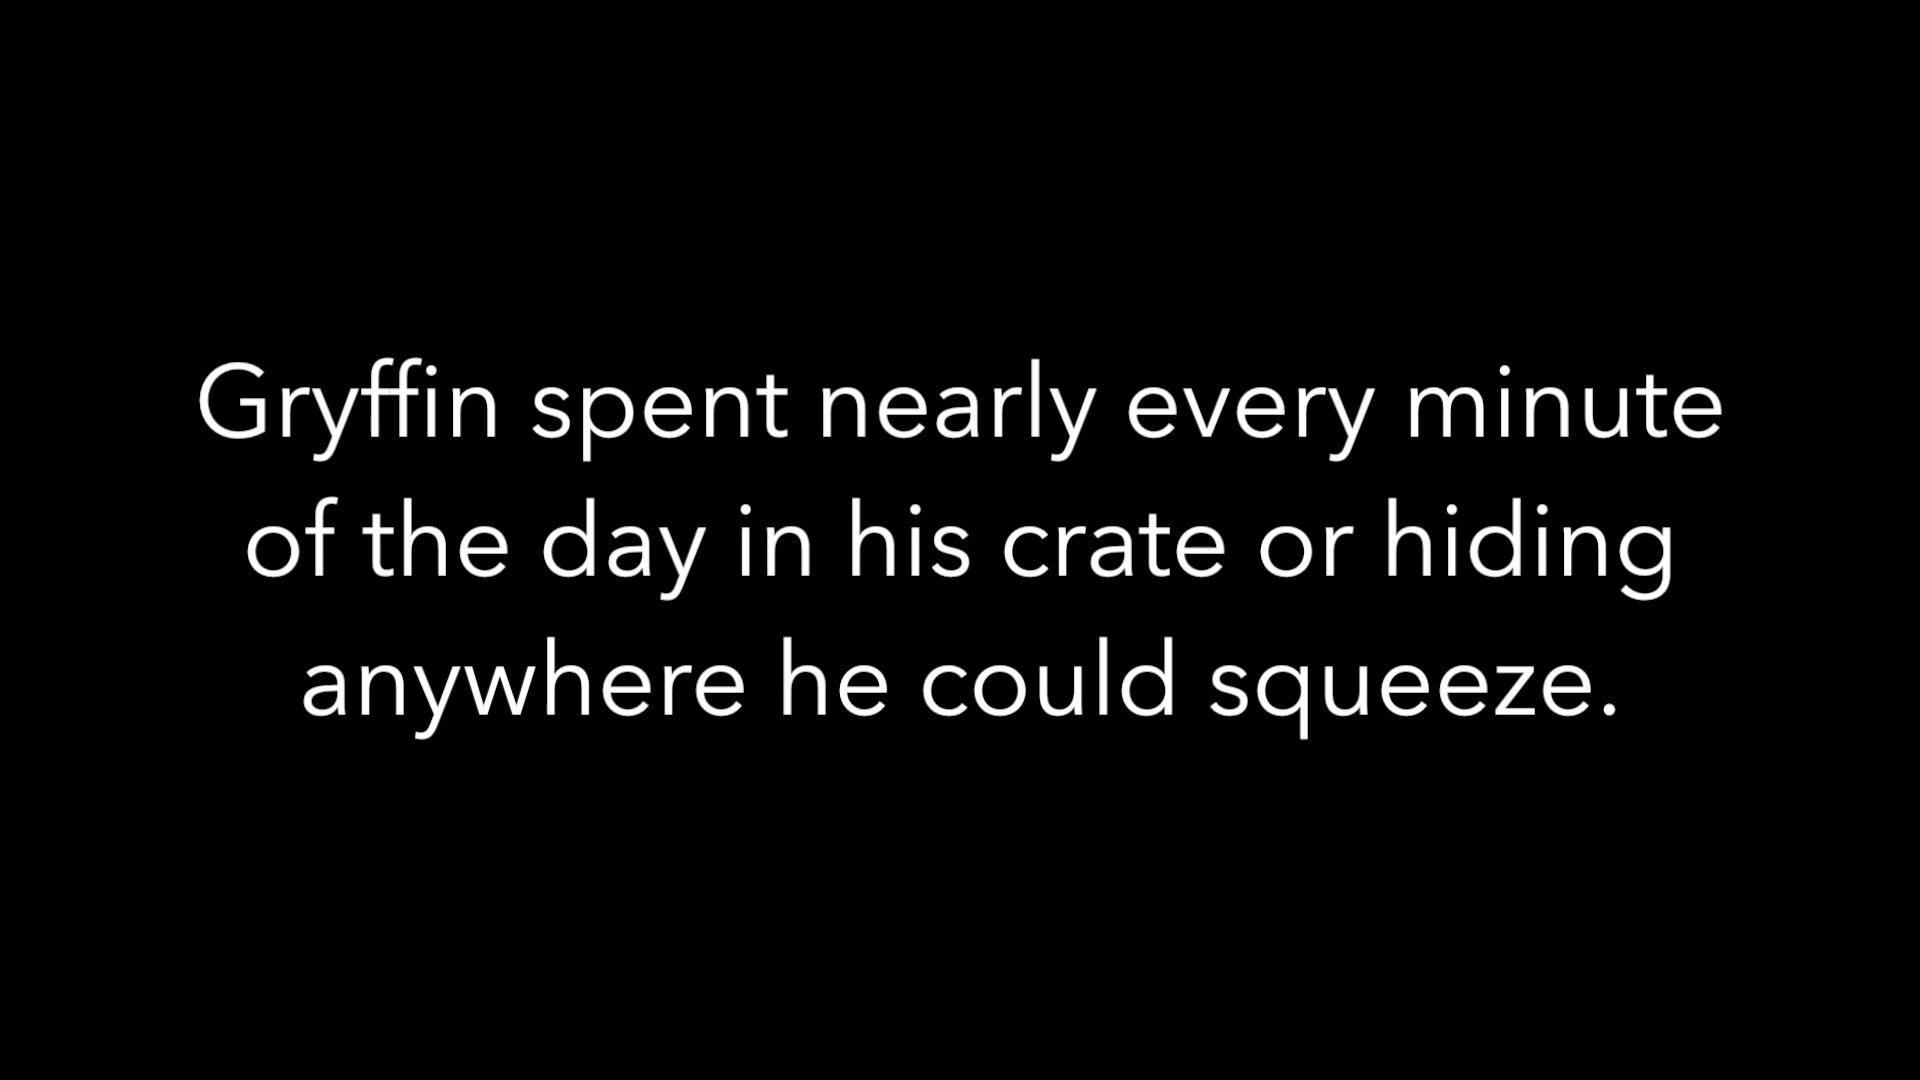 Gryffin spent nearly every minute
of the day in his crate or hiding
anywhere he could squeeze.